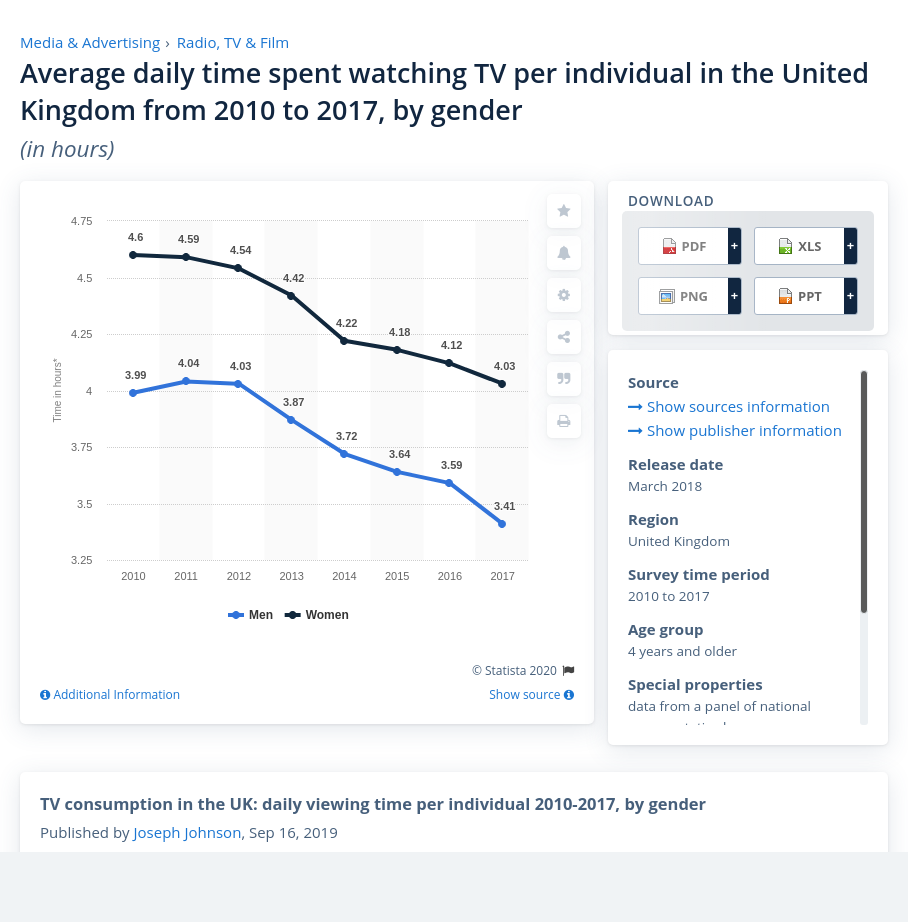 Media & Advertising › Radio, TV & Film
Average daily time spent watching TV per individual in the United
Kingdom from 2010 to 2017, by gender
(in hours)
4.75
4.5
4.25
4
3.75
3.5
3.25
Time in hours*
4.6
4.59
4.54
4.42
4.22
4.18
4.12
4.03
3.99
4.04
4.03
3.87
3.72
3.64
3.59
3.41
2010 2011 2012 2013 2014 2015 2016 2017
Men Women
© Statista 2020
Additional Information Show source
DOWNLOAD
PDF + XLS +
PNG + PPT +
Source
Show sources information
Show publisher information
Release date
March 2018
Region
United Kingdom
Survey time period
2010 to 2017
Age group
4 years and older
Special properties
data from a panel of national
TV consumption in the UK: daily viewing time per individual 2010-2017, by gender
Published by Joseph Johnson, Sep 16, 2019